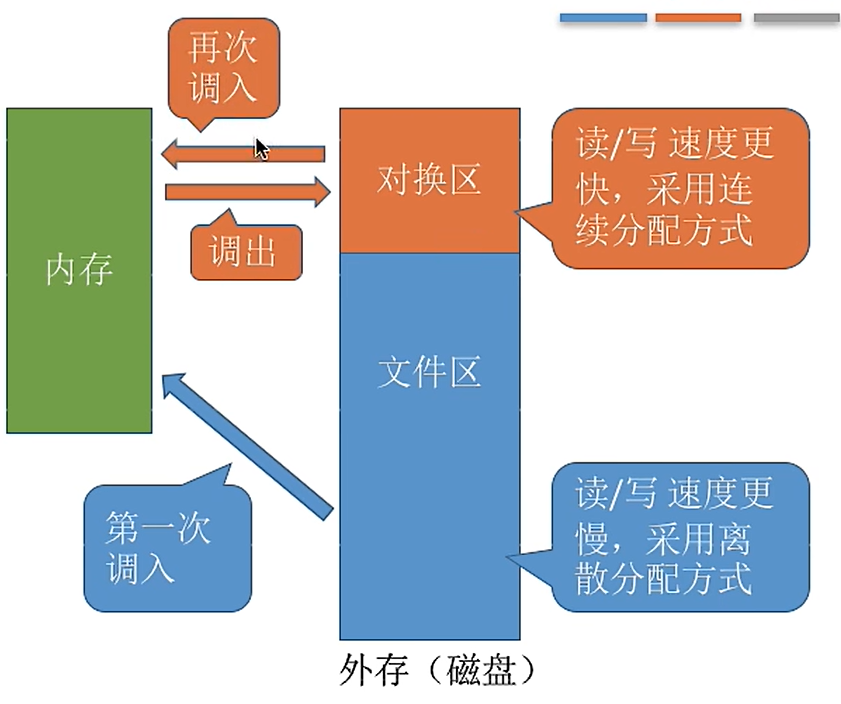 再次
调入
内存
调出
对换区
读/写 速度更
快，采用连
续分配方式
文件区
第一次
调入
读/写 速度更
慢，采用离
散分配方式
外存（磁盘）